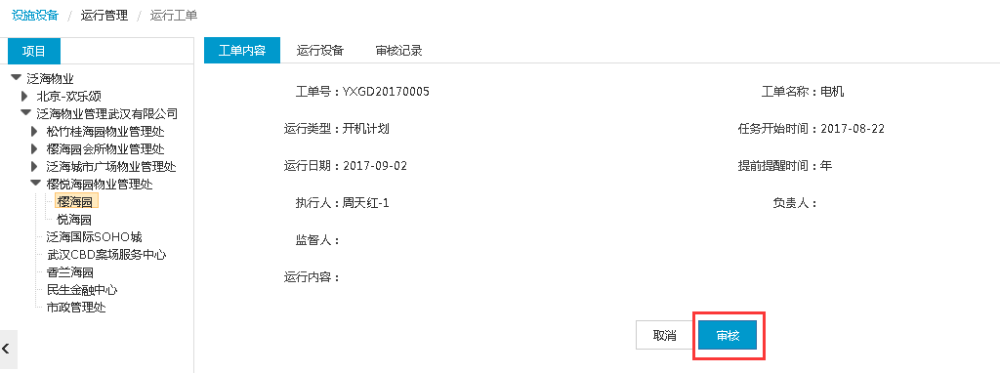 设施设备 / 运行管理 / 运行工单
项目
泛海物业
北京-欢乐颂
泛海物业管理武汉有限公司
松竹桂海园物业管理处
樱海园会所物业管理处
泛海城市广场物业管理处
樱悦海园物业管理处
樱海园
悦海园
泛海国际SOHO城
武汉CBD案场服务中心
香兰海园
民生金融中心
市政管理处
工单内容 运行设备 审核记录
工单号：YXGD20170005 工单名称：电机
运行类型：开机计划 任务开始时间：2017-08-22
运行日期：2017-09-02 提前提醒时间：年
执行人：周天红-1 负责人：
监督人：
运行内容：
取消 审核